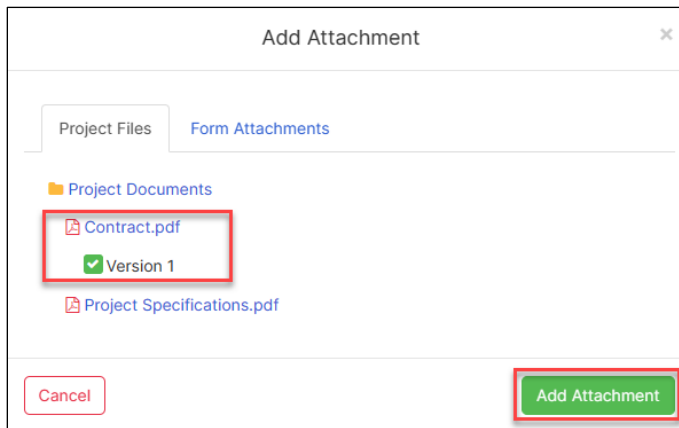 Add Attachment
×
Project Files Form Attachments
Project Documents
Contract.pdf
Version 1
Project Specifications.pdf
Cancel Add Attachment